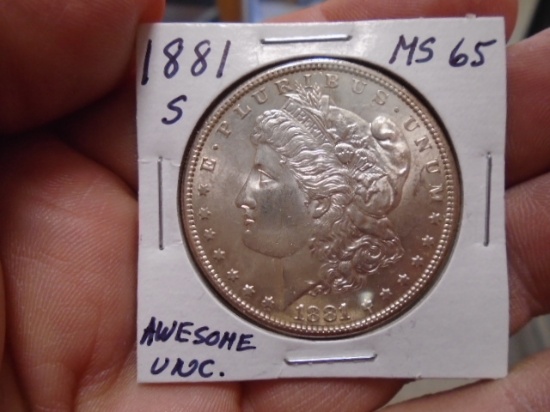 1881 MS 65
S
E·PLURIBUS·UNUM
1881
AWESOME
UNC.